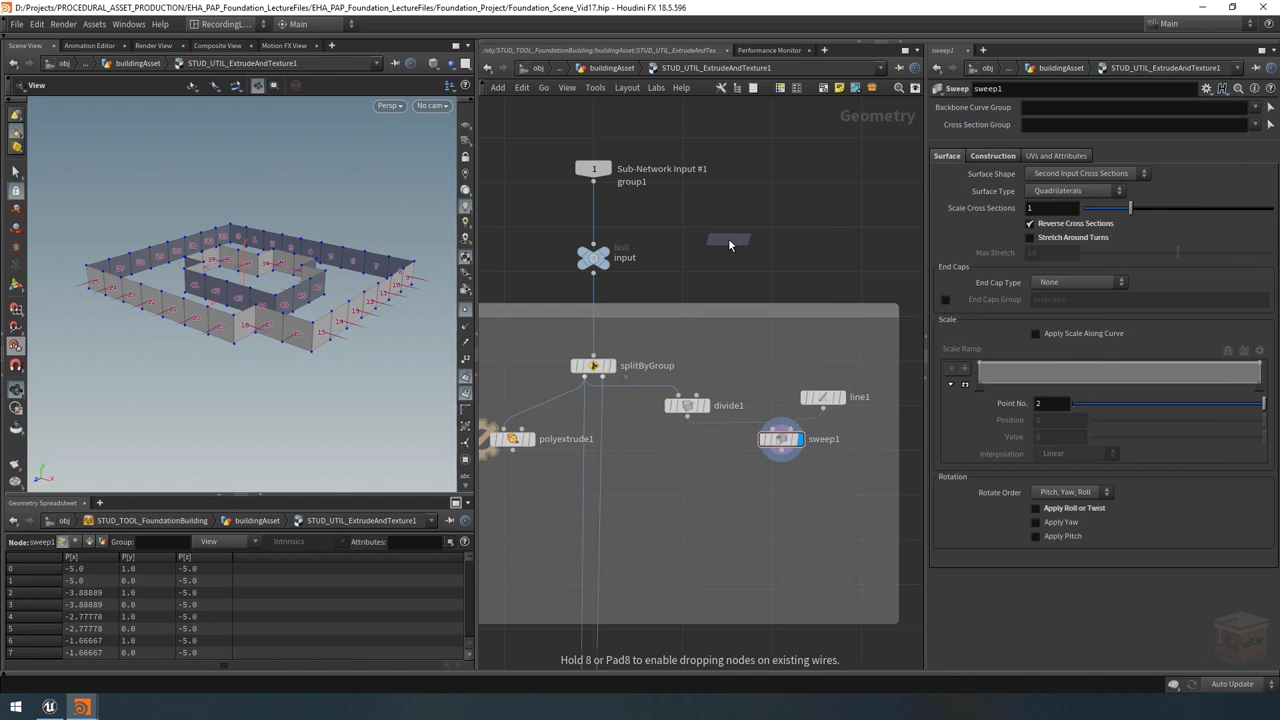 D:/Projects/PROCEDURAL_ASSET_PRODUCTION/EHA_PAP_Foundation_LectureFiles/EHA_PAP_Foundation_LectureFiles/Foundation_Project/Foundation_Scene_Vid17.hip - Houdini FX 18.5.596
File Edit Render Assets Windows Help RecordingL... Main Main
Scene View Animation Editor Render View Composite View Motion FX View
obj ... buildingAsset STUD_UTIL_ExtrudeAndTexture1
View
Persp No cam
/obj/STUD_TOOL_FoundationBuilding/buildingAsset/STUD_UTIL_ExtrudeAndTex... Performance Monitor
obj ... buildingAsset STUD_UTIL_ExtrudeAndTexture1
Add Edit Go View Tools Layout Labs Help
Geometry
1
Sub-Network Input #1
group1
Null
input
splitByGroup
divide1
line1
polyextrude1
sweep1
Hold 8 or Pad8 to enable dropping nodes on existing wires.
sweep1
obj ... buildingAsset STUD_UTIL_ExtrudeAndTexture1
Sweep sweep1
Backbone Curve Group
Cross Section Group
Surface Construction UVs and Attributes
Surface Shape Second Input Cross Sections
Surface Type Quadrilaterals
Scale Cross Sections 1
Reverse Cross Sections
Stretch Around Turns
Max Stretch 10
End Caps
End Cap Type None
End Caps Group endcaps
Scale
Apply Scale Along Curve
Scale Ramp
Point No. 2
Position 1
Value 1
Interpolation Linear
Rotation
Rotate Order Pitch, Yaw, Roll
Apply Roll or Twist
Apply Yaw
Apply Pitch
Geometry Spreadsheet
obj STUD_TOOL_FoundationBuilding buildingAsset STUD_UTIL_ExtrudeAndTexture1
Node: sweep1 Group: View Intrinsics Attributes:
P[x] P[y] P[z]
0 -5.0 1.0 -5.0
1 -5.0 0.0 -5.0
2 -3.88889 1.0 -5.0
3 -3.88889 0.0 -5.0
4 -2.77778 1.0 -5.0
5 -2.77778 0.0 -5.0
6 -1.66667 1.0 -5.0
7 -1.66667 0.0 -5.0
Auto Update